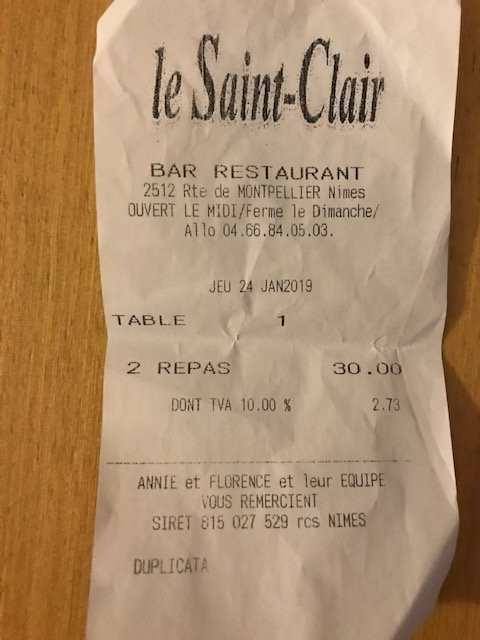 le Saint-Clair
BAR RESTAURANT
2512 Rte de MONTPELLIER Nimes
OUVERT LE MIDI/Ferme le Dimanche/
Allo 04.66.84.05.03.
JEU 24 JAN2019
TABLE 1
2 REPAS 30.00
DONT TVA 10.00 % 2.73
ANNIE et FLORENCE et leur EQUIPE
VOUS REMERCIENT
SIRET 815 027 529 rcs NIMES
DUPLICATA